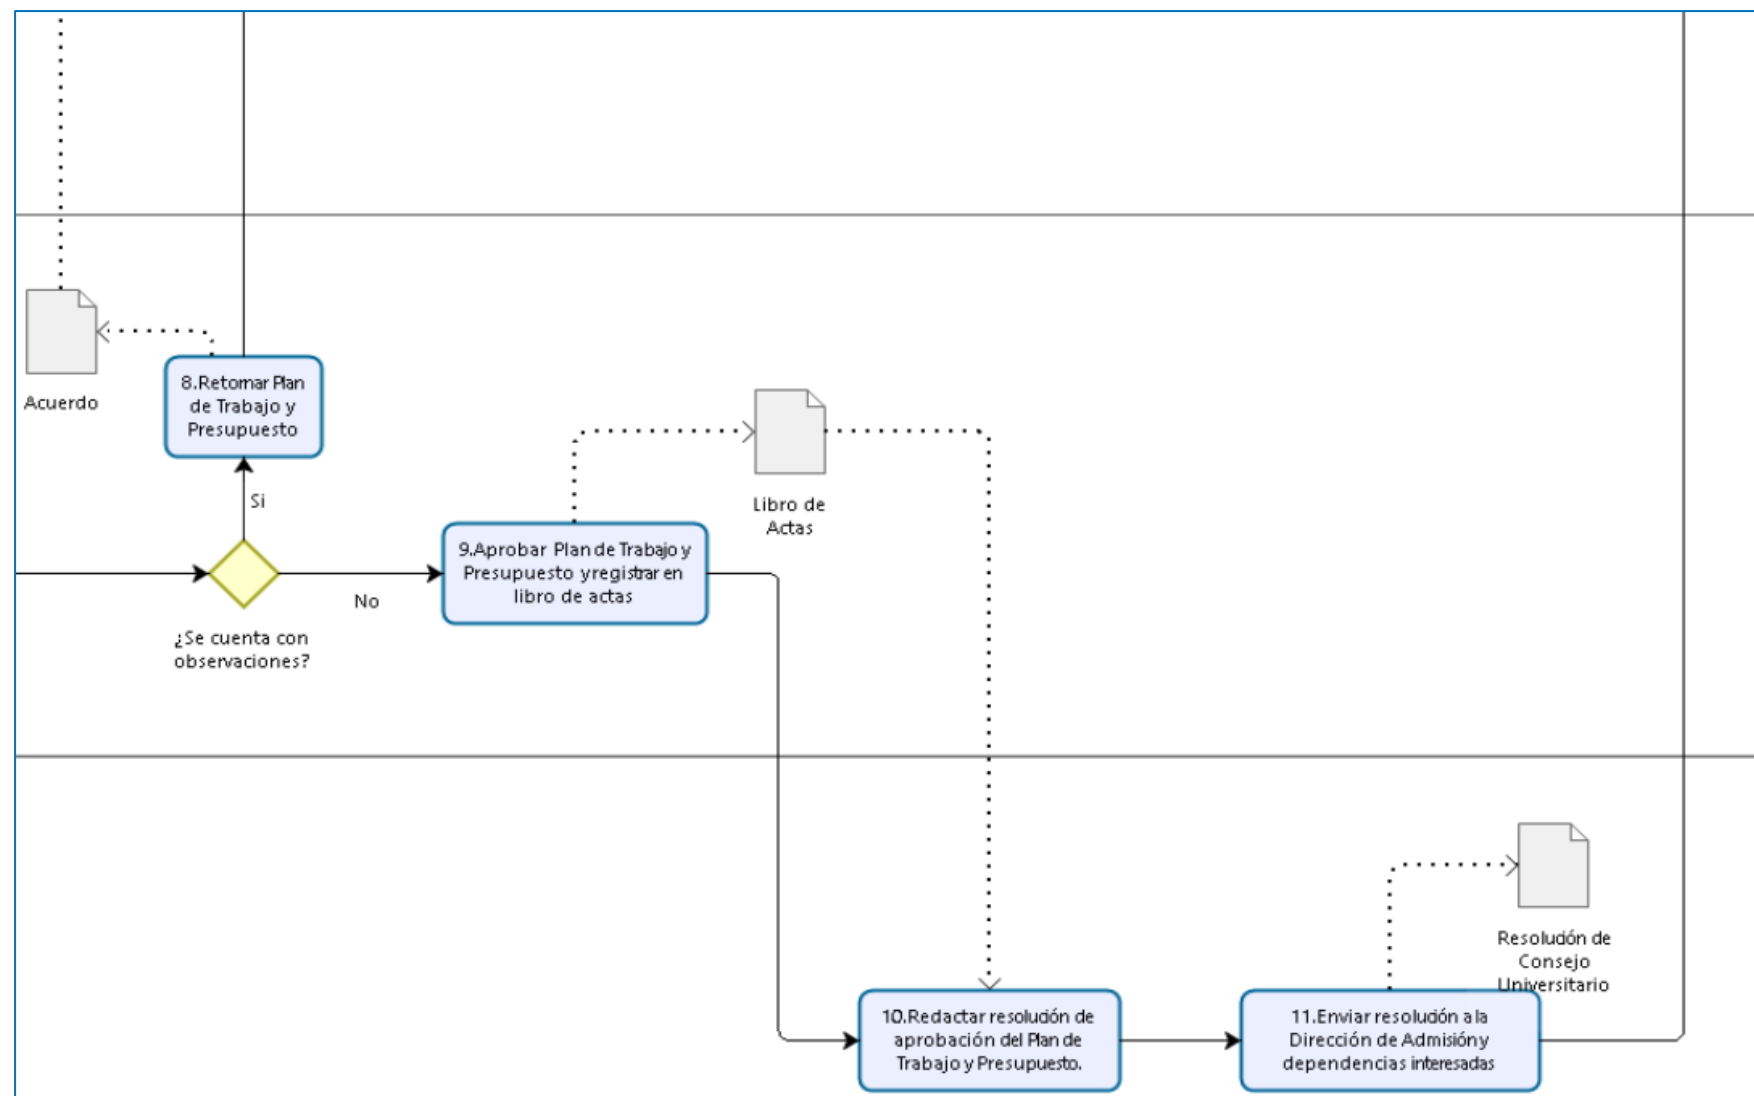 Acuerdo
8.Retornar Plan
de Trabajo y
Presupuesto
Si
Libro de
Actas
9.Aprobar Plan de Trabajo y
Presupuesto y registrar en
libro de actas
No
¿Se cuenta con
observaciones?
Resolución de
Consejo
Universitario
10.Redactar resolución de
aprobación del Plan de
Trabajo y Presupuesto.
11.Enviar resolución a la
Dirección de Admisión y
dependencias interesadas